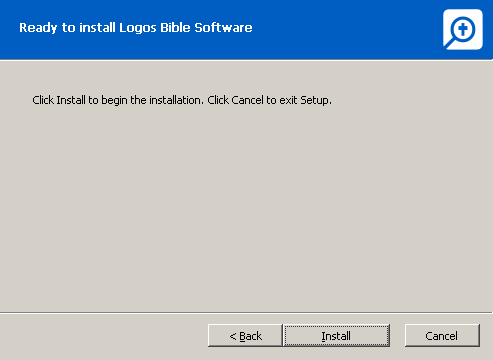 Ready to install Logos Bible Software
Click Install to begin the installation. Click Cancel to exit Setup.
< Back
Install
Cancel